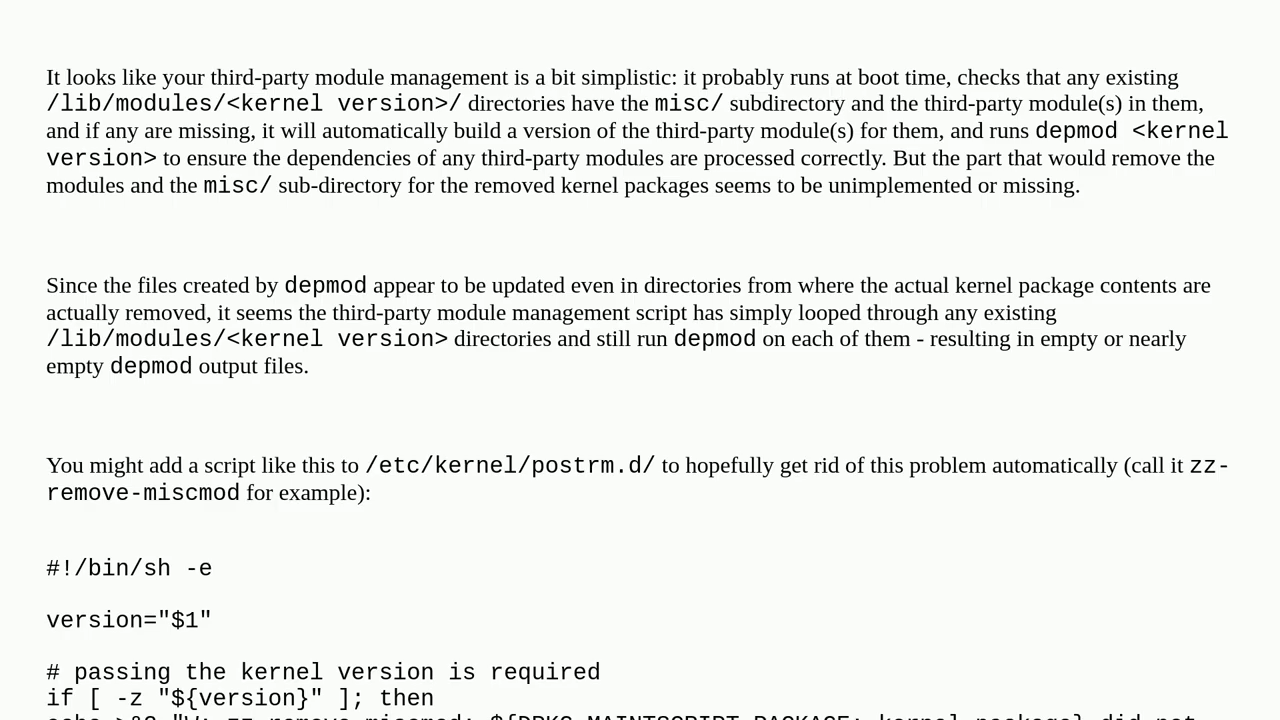 It looks like your third-party module management is a bit simplistic: it probably runs at boot time, checks that any existing
/lib/modules/<kernel version>/ directories have the misc/ subdirectory and the third-party module(s) in them,
and if any are missing, it will automatically build a version of the third-party module(s) for them, and runs depmod <kernel
version> to ensure the dependencies of any third-party modules are processed correctly. But the part that would remove the
modules and the misc/ sub-directory for the removed kernel packages seems to be unimplemented or missing.
Since the files created by depmod appear to be updated even in directories from where the actual kernel package contents are
actually removed, it seems the third-party module management script has simply looped through any existing
/lib/modules/<kernel version> directories and still run depmod on each of them - resulting in empty or nearly
empty depmod output files.
You might add a script like this to /etc/kernel/postrm.d/ to hopefully get rid of this problem automatically (call it zz-
remove-miscmod for example):
#!/bin/sh -e
version="$1"
# passing the kernel version is required
if [ -z "${version}" ]; then
echo >&2 "W: zz-remove-miscmod: ${DPKG_MAINTSCRIPT_PACKAGE: kernel package} did not